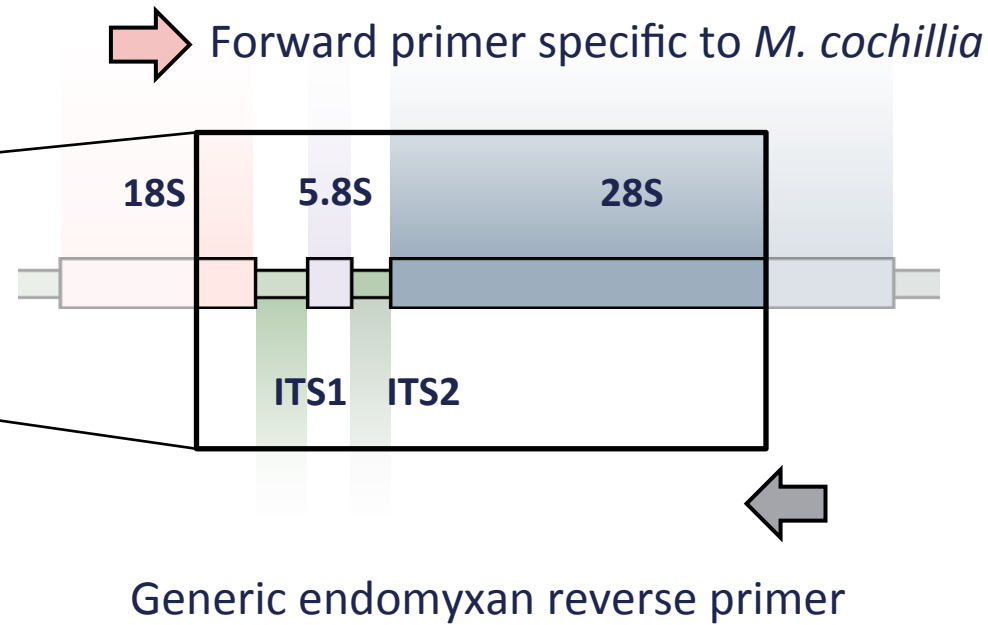 Forward primer specific to M. cochillia
18S 5.8S 28S
ITS1 ITS2
Generic endomyxan reverse primer